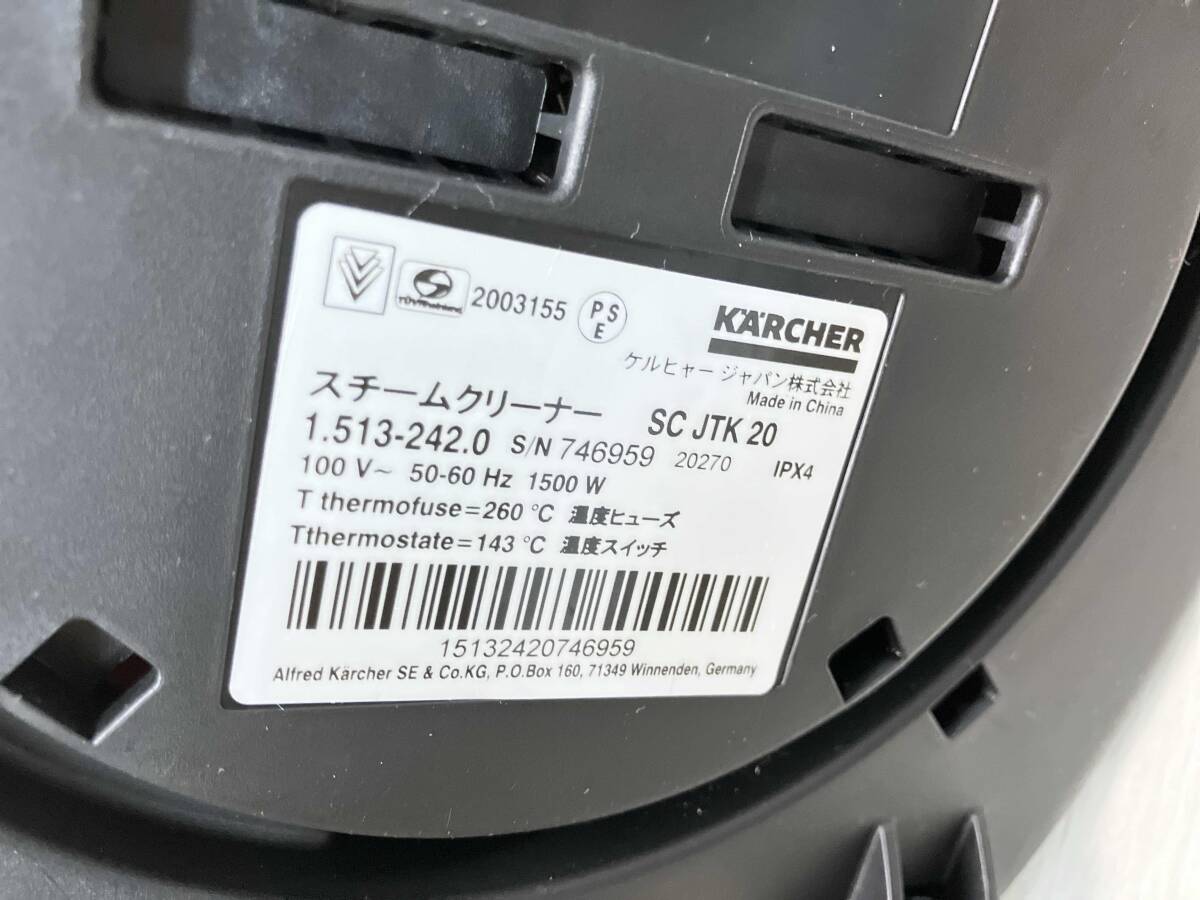 2003155 PS E
KÄRCHER
ケルヒャー ジャパン株式会社
Made in China
スチームクリーナー SC JTK 20
1.513-242.0 S/N 746959 20270 IPX4
100 V～ 50-60 Hz 1500 W
T thermofuse=260 °C 温度ヒューズ
Tthermostate=143 °C 温度スイッチ
15132420746959
Alfred Kärcher SE & Co.KG, P.O.Box 160, 71349 Winnenden, Germany